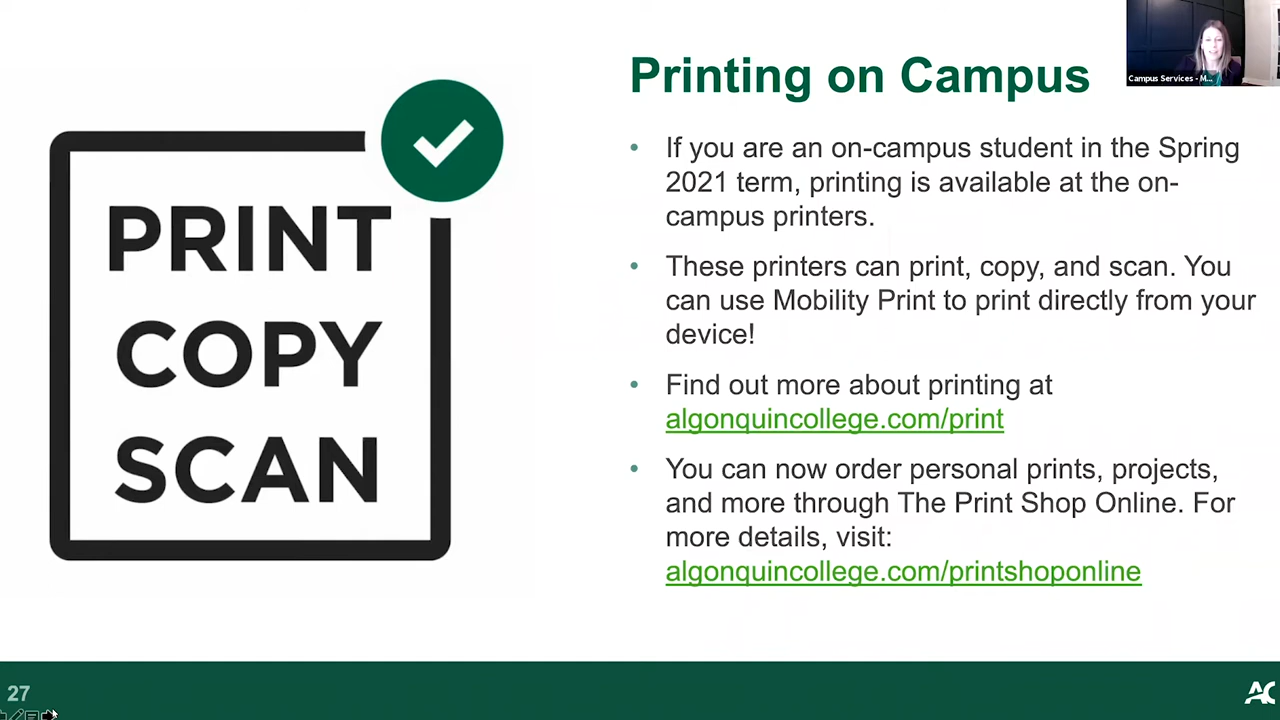 Printing on Campus
Campus Services - M...
PRINT
COPY
SCAN
• If you are an on-campus student in the Spring
2021 term, printing is available at the on-
campus printers.
• These printers can print, copy, and scan. You
can use Mobility Print to print directly from your
device!
• Find out more about printing at
algonquincollege.com/print
• You can now order personal prints, projects,
and more through The Print Shop Online. For
more details, visit:
algonquincollege.com/printshoponline
27
AC